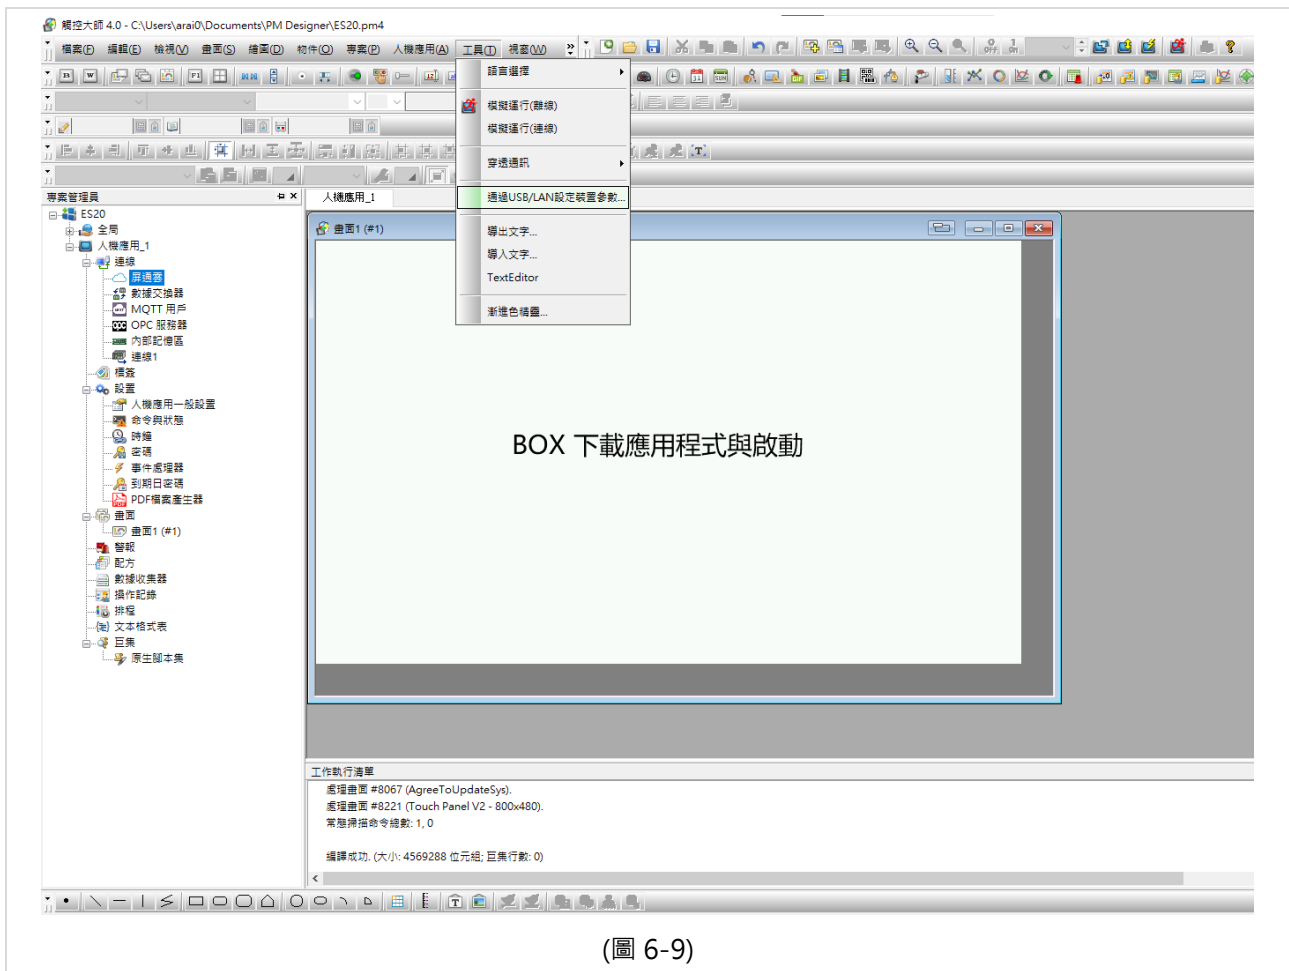 觸控大師 4.0 - C:\Users\arai0\Documents\PM Designer\ES20.pm4
檔案(F) 編輯(E) 檢視(V) 畫面(S) 繪圖(D) 物件(O) 專案(P) 人機應用(A) 工具(T) 視窗(W)
語言選擇
模擬運行(離線)
模擬運行(連線)
穿透通訊
通過USB/LAN設定裝置參數...
導出文字...
導入文字...
TextEditor
漸進色精靈...
專案管理員
ES20
全局
人機應用_1
連線
屏通雲
數據交換器
MQTT 用戶
OPC 服務器
內部記憶區
連線1
標籤
設置
人機應用一般設置
命令與狀態
時鐘
密碼
事件處理器
到期日密碼
PDF檔案產生器
畫面
畫面1 (#1)
警報
配方
數據收集器
操作記錄
排程
文本格式表
巨集
原生腳本集
人機應用_1
畫面1 (#1)
BOX 下載應用程式與啟動
工作執行清單
處理畫面 #8067 (AgreeToUpdateSys).
處理畫面 #8221 (Touch Panel V2 - 800x480).
常態掃描命令總數: 1, 0
編譯成功. (大小: 4569288 位元組; 巨集行數: 0)
(圖 6-9)